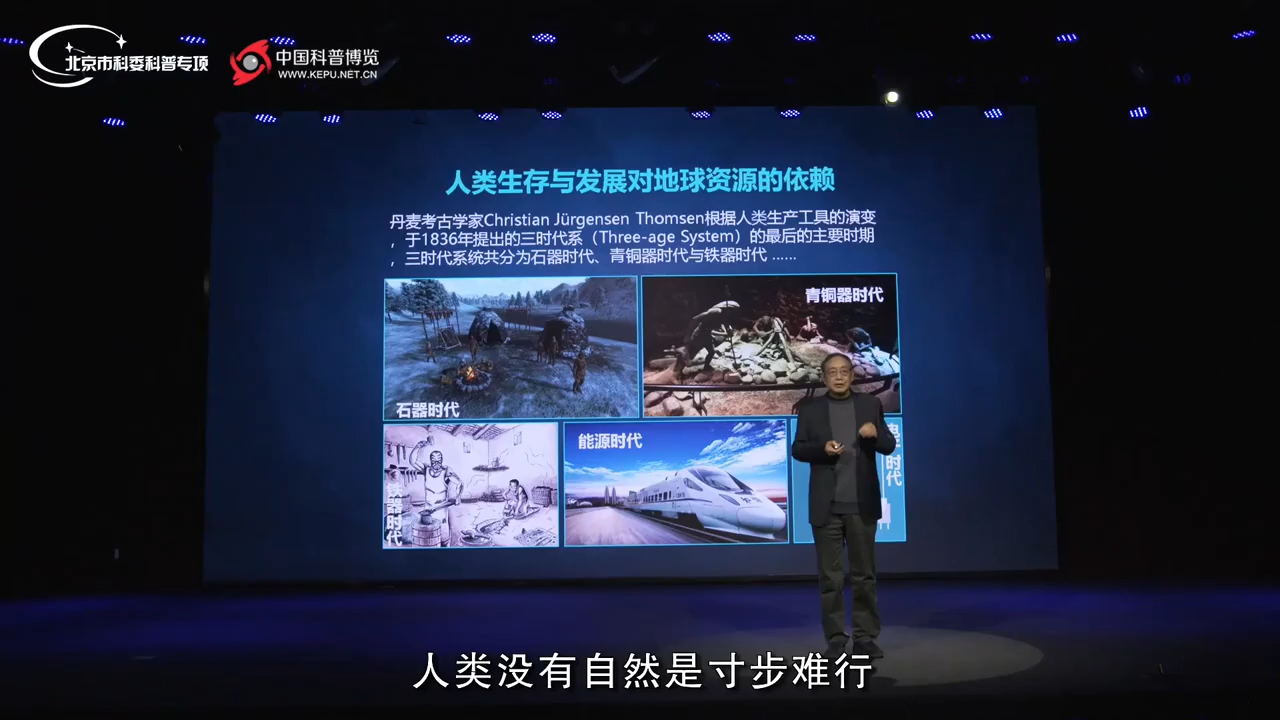 北京市科委科普专项
中国科普博览
WWW.KEPU.NET.CN
人类生存与发展对地球资源的依赖
丹麦考古学家Christian Jürgensen Thomsen根据人类生产工具的演变
，于1836年提出的三时代系（Three-age System）的最后的主要时期
，三时代系统共分为石器时代、青铜器时代与铁器时代 ......
青铜器时代
石器时代
能源时代
器时代
时代
人类没有自然是寸步难行